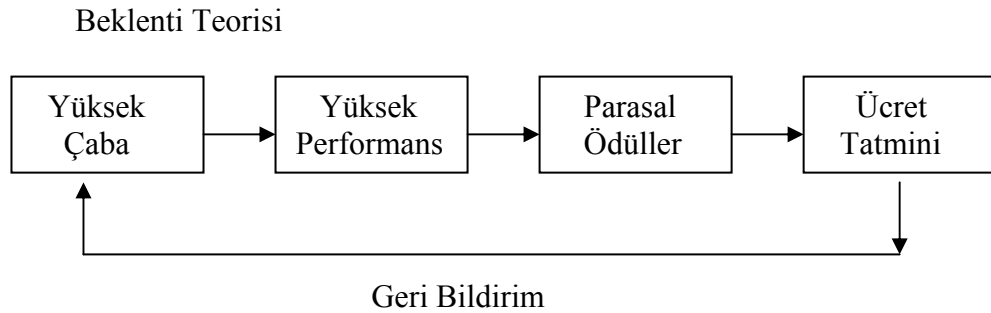 Beklenti Teorisi
Yüksek
Çaba
Yüksek
Performans
Parasal
Ödüller
Ücret
Tatmini
Geri Bildirim